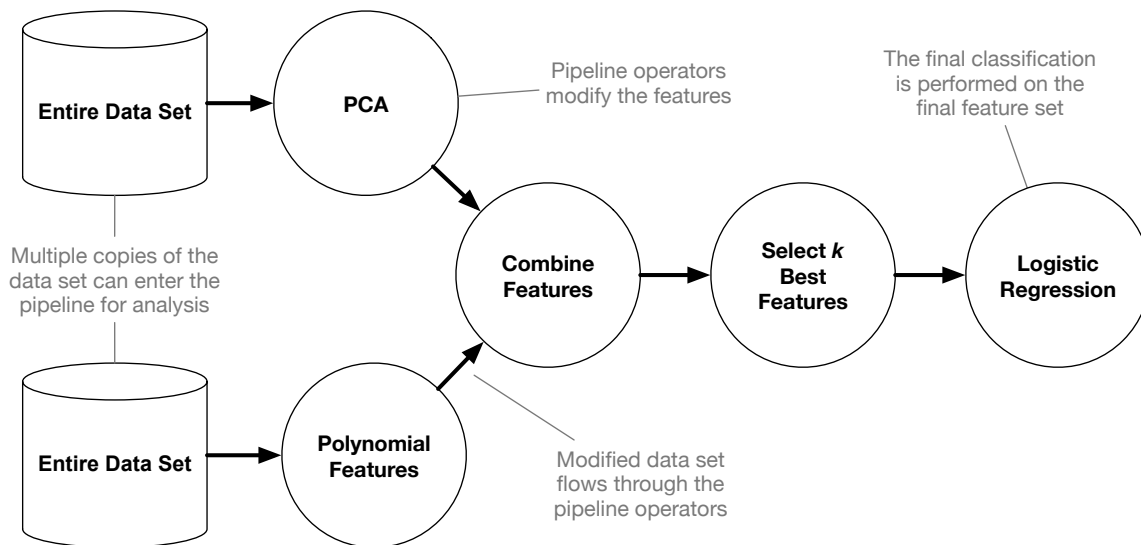 Entire Data Set
PCA
Pipeline operators
modify the features
The final classification
is performed on the
final feature set
Multiple copies of the
data set can enter the
pipeline for analysis
Combine
Features
Select k
Best
Features
Logistic
Regression
Entire Data Set
Polynomial
Features
Modified data set
flows through the
pipeline operators